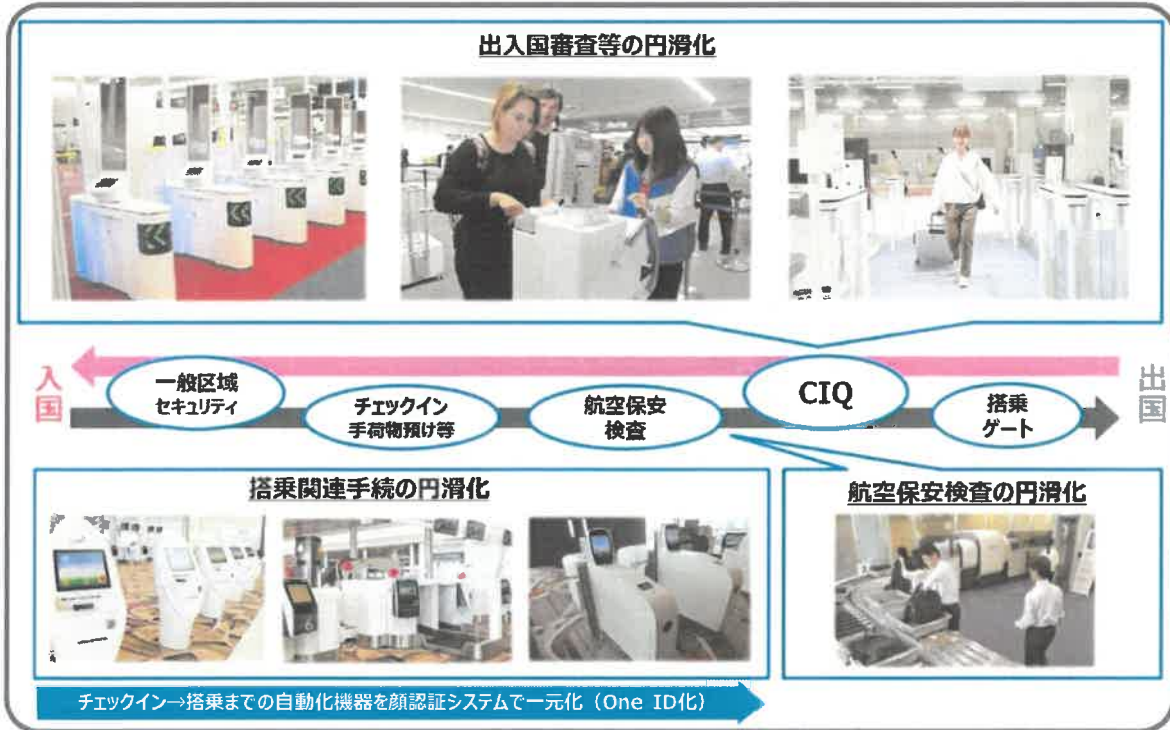 出入国審査等の円滑化
入国
一般区域
セキュリティ
チェックイン
手荷物預け等
航空保安
検査
CIQ
搭乗
ゲート
出国
搭乗関連手続の円滑化
航空保安検査の円滑化
6
チェックイン→搭乗までの自動化機器を顔認証システムで一元化（One ID化）